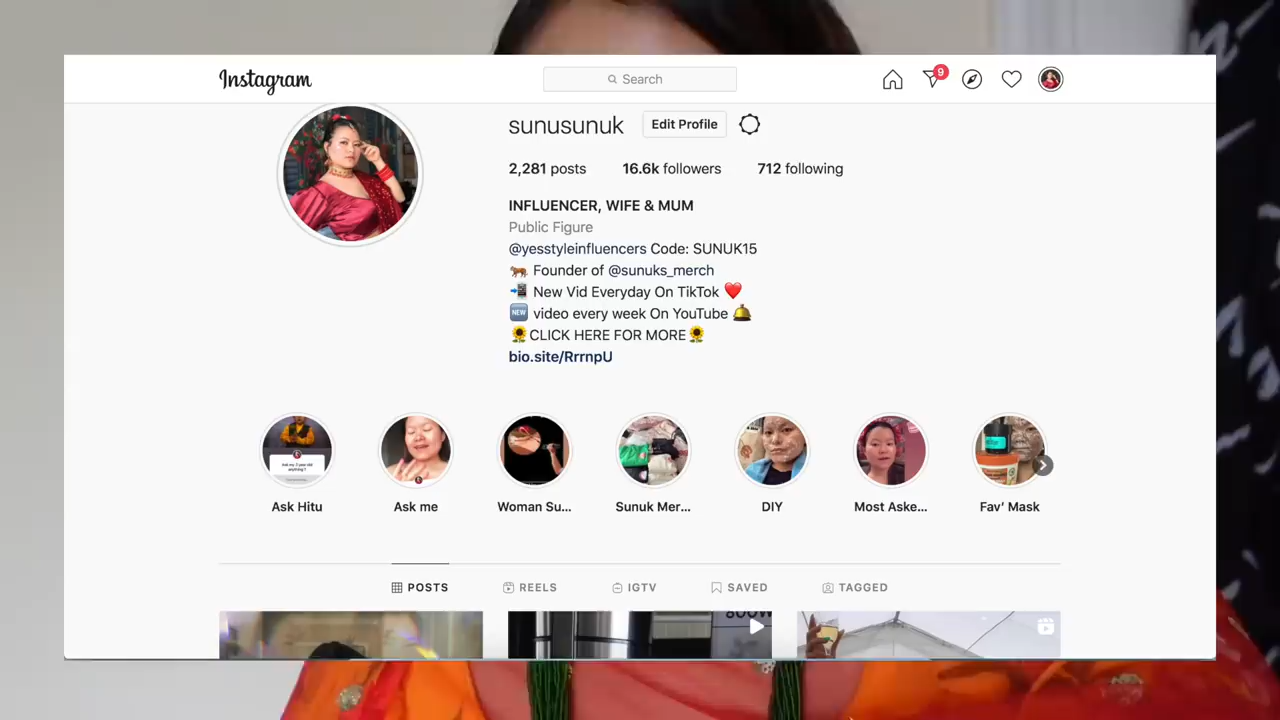 Instagram
Search
9
sunusunuk Edit Profile
2,281 posts 16.6k followers 712 following
INFLUENCER, WIFE & MUM
Public Figure
@yesstyleinfluencers Code: SUNUK15
🐅 Founder of @sunuks_merch
📲 New Vid Everyday On TikTok ❤️
🆕 video every week On YouTube 🛎️
🌻CLICK HERE FOR MORE🌻
bio.site/RrrnpU
Ask Hitu Ask me Woman Su... Sunuk Mer... DIY Most Aske... Fav’ Mask
POSTS REELS IGTV SAVED TAGGED